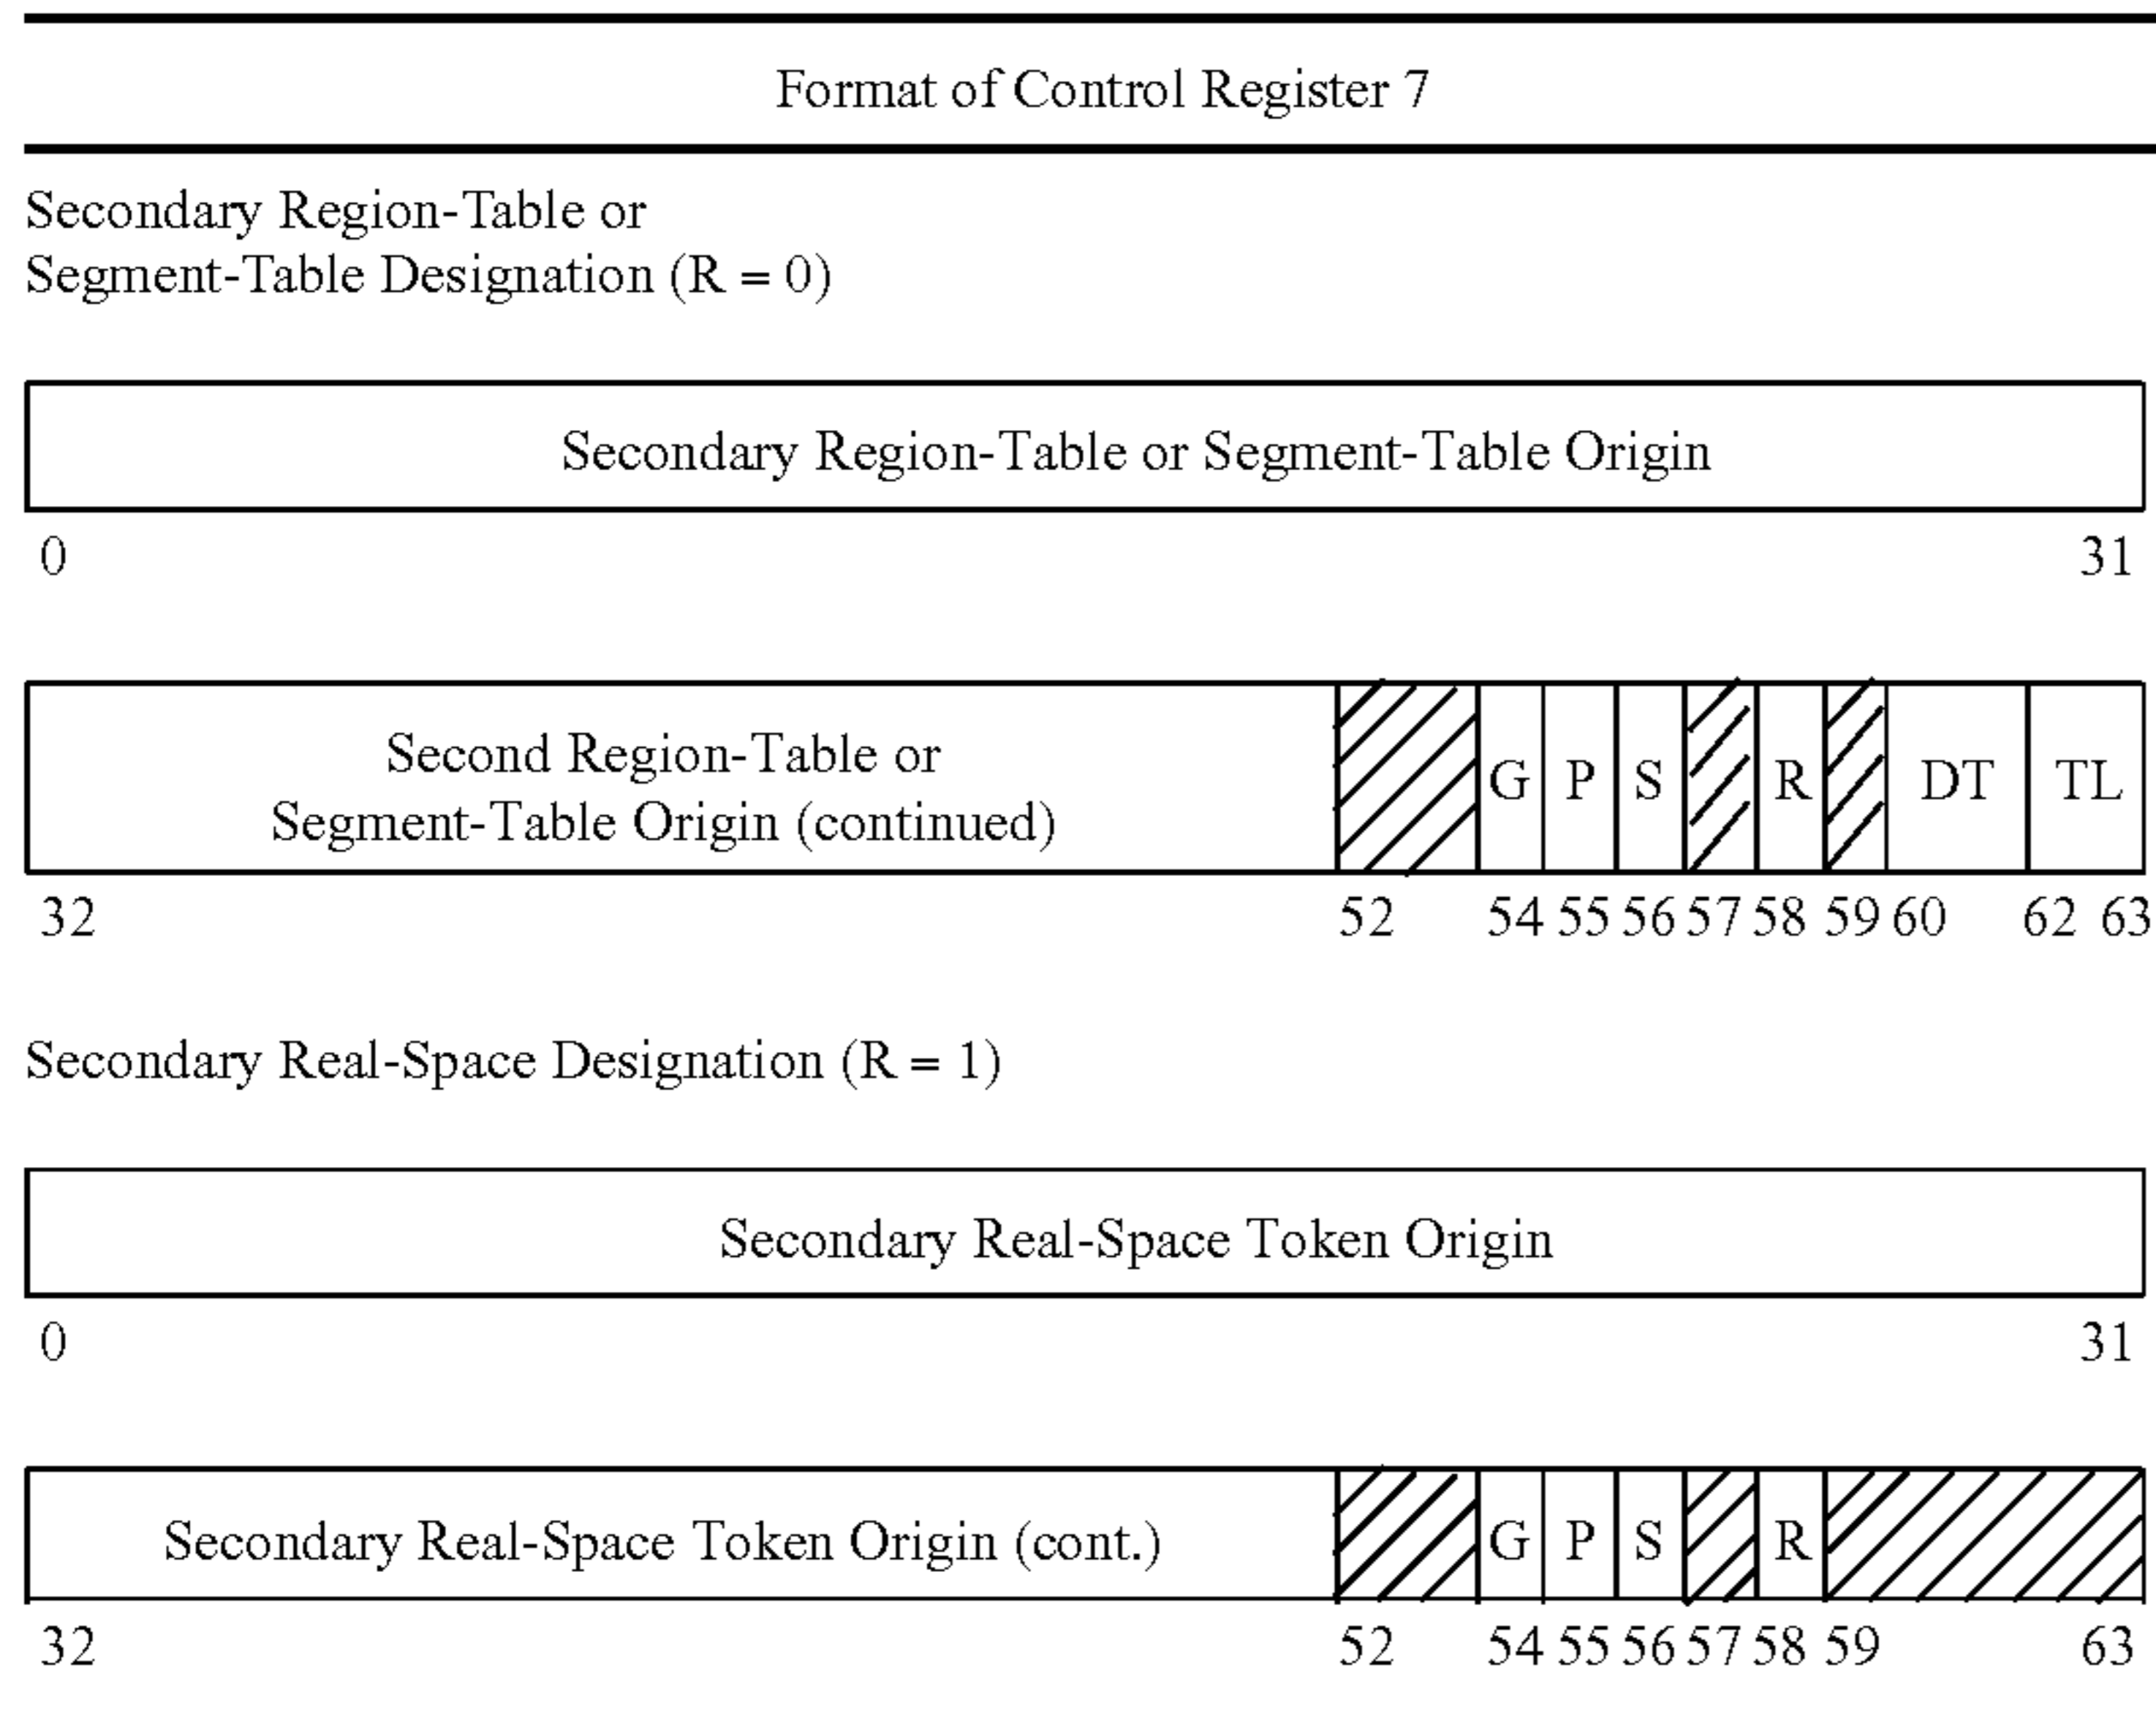 Format of Control Register 7
Secondary Region-Table or
Segment-Table Designation (R = 0)
Secondary Region-Table or Segment-Table Origin
0 31
Second Region-Table or
Segment-Table Origin (continued)
G P S R DT TL
32 52 54 55 56 57 58 59 60 62 63
Secondary Real-Space Designation (R = 1)
Secondary Real-Space Token Origin
0 31
Secondary Real-Space Token Origin (cont.) G P S R
32 52 54 55 56 57 58 59 63